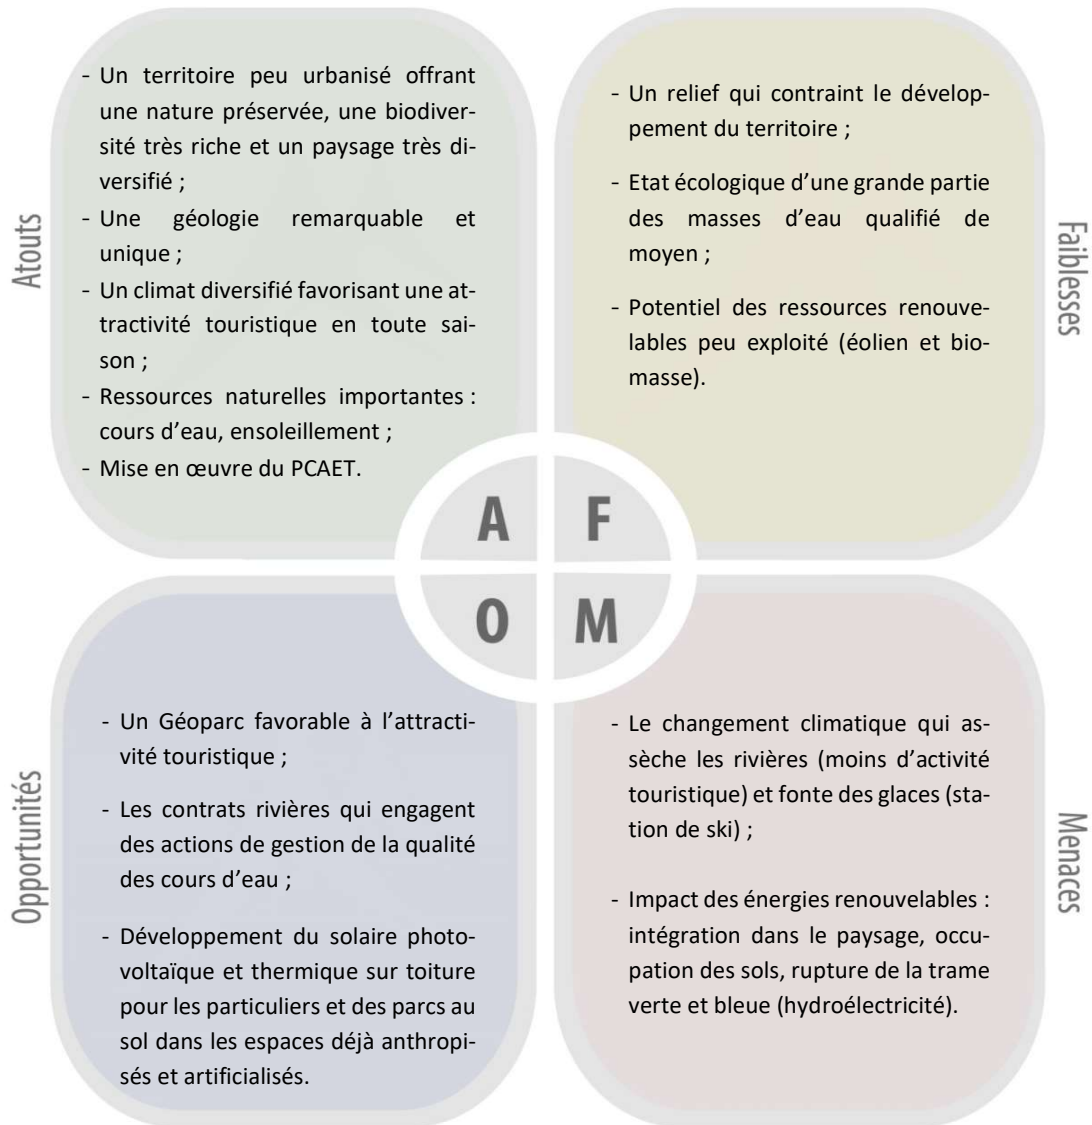 Atouts
- Un territoire peu urbanisé offrant
une nature préservée, une biodiver-
sité très riche et un paysage très di-
versifié ;
- Une géologie remarquable et
unique ;
- Un climat diversifié favorisant une at-
tractivité touristique en toute sai-
son ;
- Ressources naturelles importantes :
cours d'eau, ensoleillement ;
- Mise en œuvre du PCAET.
Faiblesses
- Un relief qui contraint le dévelop-
pement du territoire ;
- Etat écologique d'une grande partie
des masses d'eau qualifié de
moyen ;
- Potentiel des ressources renouve-
lables peu exploité (éolien et bio-
masse).
A F
O M
Opportunités
- Un Géoparc favorable à l'attracti-
vité touristique ;
- Les contrats rivières qui engagent
des actions de gestion de la qualité
des cours d'eau ;
- Développement du solaire photo-
voltaïque et thermique sur toiture
pour les particuliers et des parcs au
sol dans les espaces déjà anthropi-
sés et artificialisés.
Menaces
- Le changement climatique qui as-
sèche les rivières (moins d'activité
touristique) et fonte des glaces (sta-
tion de ski) ;
- Impact des énergies renouvelables :
intégration dans le paysage, occu-
pation des sols, rupture de la trame
verte et bleue (hydroélectricité).